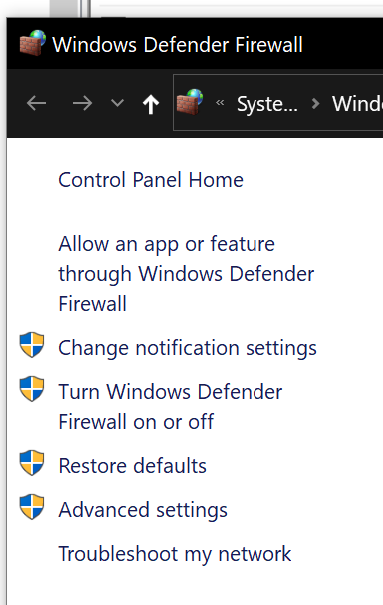 Windows Defender Firewall
« Syste... > Wind
Control Panel Home
Allow an app or feature
through Windows Defender
Firewall
Change notification settings
Turn Windows Defender
Firewall on or off
Restore defaults
Advanced settings
Troubleshoot my network